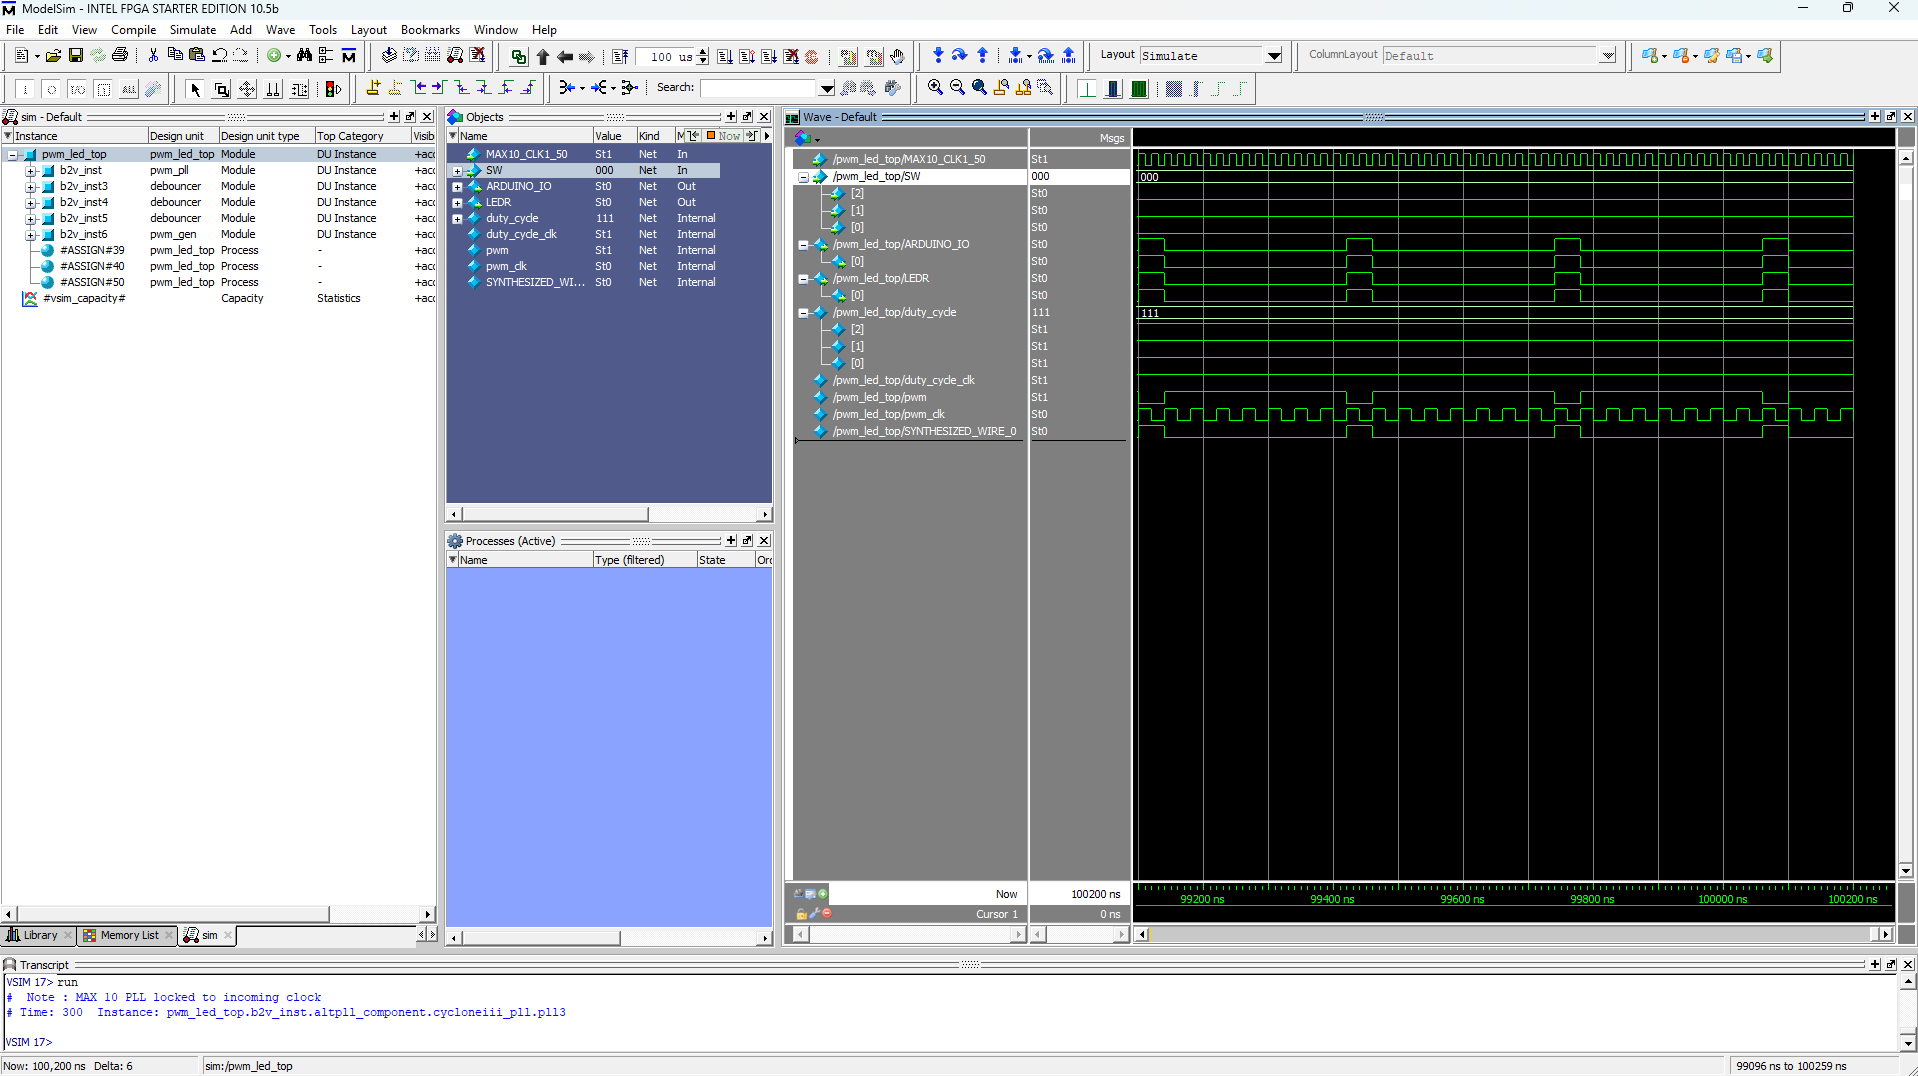 ModelSim - INTEL FPGA STARTER EDITION 10.5b
File Edit View Compile Simulate Add Wave Tools Layout Bookmarks Window Help
100 us
Layout Simulate
ColumnLayout Default
Search:
sim - Default
Instance Design unit Design unit type Top Category Visib
pwm_led_top pwm_led_top Module DU Instance +acc
b2v_inst pwm_pll Module DU Instance +acc
b2v_inst3 debouncer Module DU Instance +acc
b2v_inst4 debouncer Module DU Instance +acc
b2v_inst5 debouncer Module DU Instance +acc
b2v_inst6 pwm_gen Module DU Instance +acc
#ASSIGN#39 pwm_led_top Process - +acc
#ASSIGN#40 pwm_led_top Process - +acc
#ASSIGN#50 pwm_led_top Process - +acc
#vsim_capacity# Capacity Statistics +acc
Library Memory List sim
Objects
Name Value Kind M Now
MAX10_CLK1_50 St1 Net In
SW 000 Net In
ARDUINO_IO St0 Net Out
LEDR St0 Net Out
duty_cycle 111 Net Internal
duty_cycle_clk St1 Net Internal
pwm St1 Net Internal
pwm_clk St0 Net Internal
SYNTHESIZED_WI... St0 Net Internal
Processes (Active)
Name Type (filtered) State Orc
Wave - Default
Msgs
/pwm_led_top/MAX10_CLK1_50 St1
/pwm_led_top/SW 000 000
[2] St0
[1] St0
[0] St0
/pwm_led_top/ARDUINO_IO St0
[0] St0
/pwm_led_top/LEDR St0
[0] St0
/pwm_led_top/duty_cycle 111 111
[2] St1
[1] St1
[0] St1
/pwm_led_top/duty_cycle_clk St1
/pwm_led_top/pwm St1
/pwm_led_top/pwm_clk St0
/pwm_led_top/SYNTHESIZED_WIRE_0 St0
Now 100200 ns
Cursor 1 0 ns
99200 ns 99400 ns 99600 ns 99800 ns 100000 ns 100200 ns
Transcript
VSIM 17> run
# Note : MAX 10 PLL locked to incoming clock
# Time: 300 Instance: pwm_led_top.b2v_inst.altpll_component.cycloneiii_pll.pll3
VSIM 17>
Now: 100,200 ns Delta: 6 sim:/pwm_led_top 99096 ns to 100259 ns